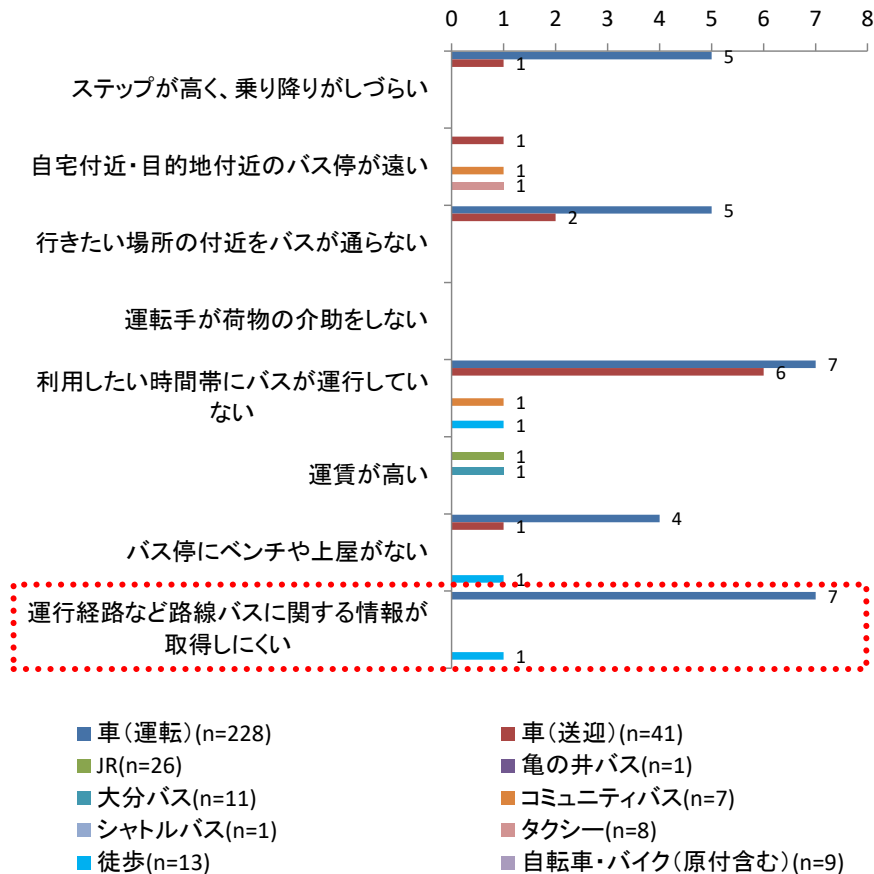 0 1 2 3 4 5 6 7 8
ステップが高く、乗り降りがしづらい
5
1
自宅付近・目的地付近のバス停が遠い
1
1
1
行きたい場所の付近をバスが通らない
5
2
運転手が荷物の介助をしない
利用したい時間帯にバスが運行してい
ない
7
6
1
1
運賃が高い
1
1
バス停にベンチや上屋がない
4
1
1
運行経路など路線バスに関する情報が
取得しにくい
7
1
車(運転)(n=228)
車(送迎)(n=41)
JR(n=26)
亀の井バス(n=1)
大分バス(n=11)
コミュニティバス(n=7)
シャトルバス(n=1)
タクシー(n=8)
徒歩(n=13)
自転車・バイク(原付含む)(n=9)